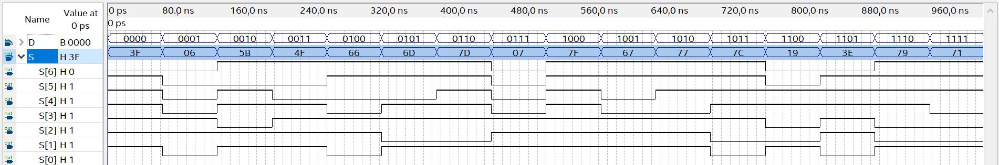 0 ps 80.0 ns 160,0 ns 240,0 ns 320,0 ns 400,0 ns 480,0 ns 560,0 ns 640,0 ns 720,0 ns 800,0 ns 880,0 ns 960,0 ns
Name Value at 0 ps
0 ps
D B 0000 0000 0001 0010 0011 0100 0101 0110 0111 1000 1001 1010 1011 1100 1101 1110 1111
S H 3F 3F 06 5B 4F 66 6D 7D 07 7F 67 77 7C 19 3E 79 71
S[6] H 0
S[5] H 1
S[4] H 1
S[3] H 1
S[2] H 1
S[1] H 1
S[0] H 1